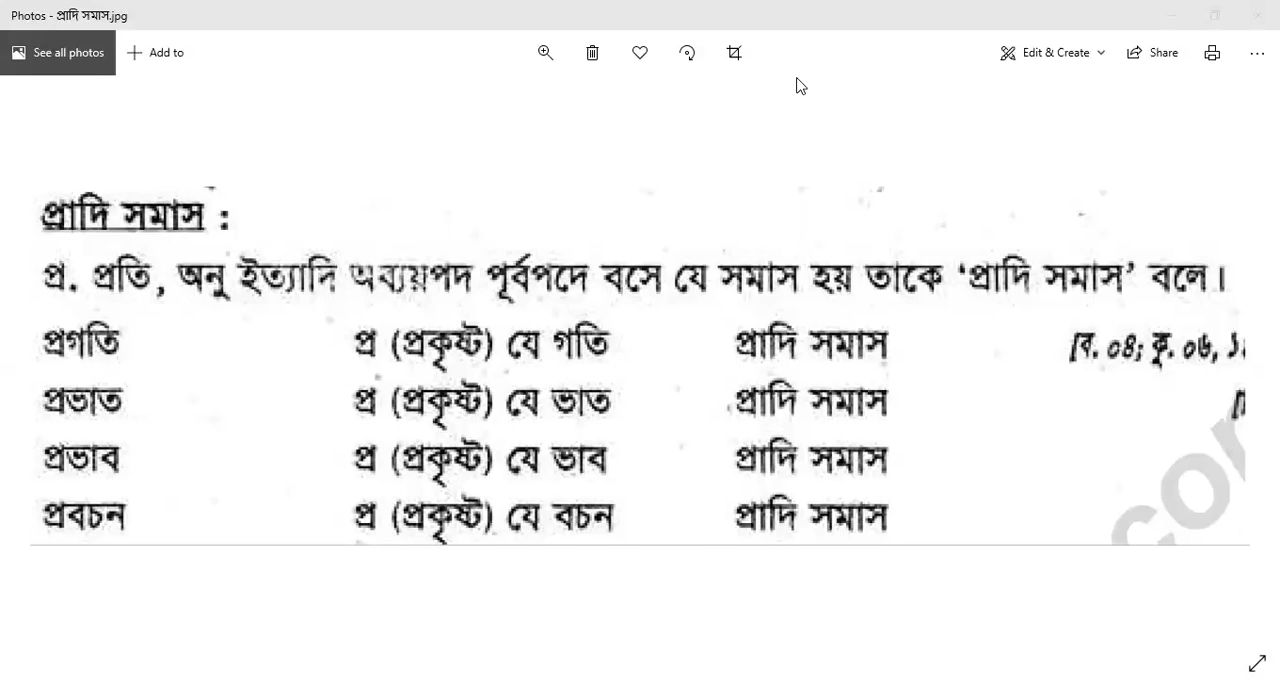 Photos - প্রাদি সমাস.jpg
See all photos
Add to
Edit & Create
Share
প্রাদি সমাস :
প্র. প্রতি, অনু ইত্যাদি অব্যয়পদ পূর্বপদে বসে যে সমাস হয় তাকে ‘প্রাদি সমাস’ বলে।
প্রগতি প্র (প্রকৃষ্ট) যে গতি প্রাদি সমাস [ব. ০৪; কু. ০৬,
প্রভাত প্র (প্রকৃষ্ট) যে ভাত প্রাদি সমাস
প্রভাব প্র (প্রকৃষ্ট) যে ভাব প্রাদি সমাস
প্রবচন প্র (প্রকৃষ্ট) যে বচন প্রাদি সমাস